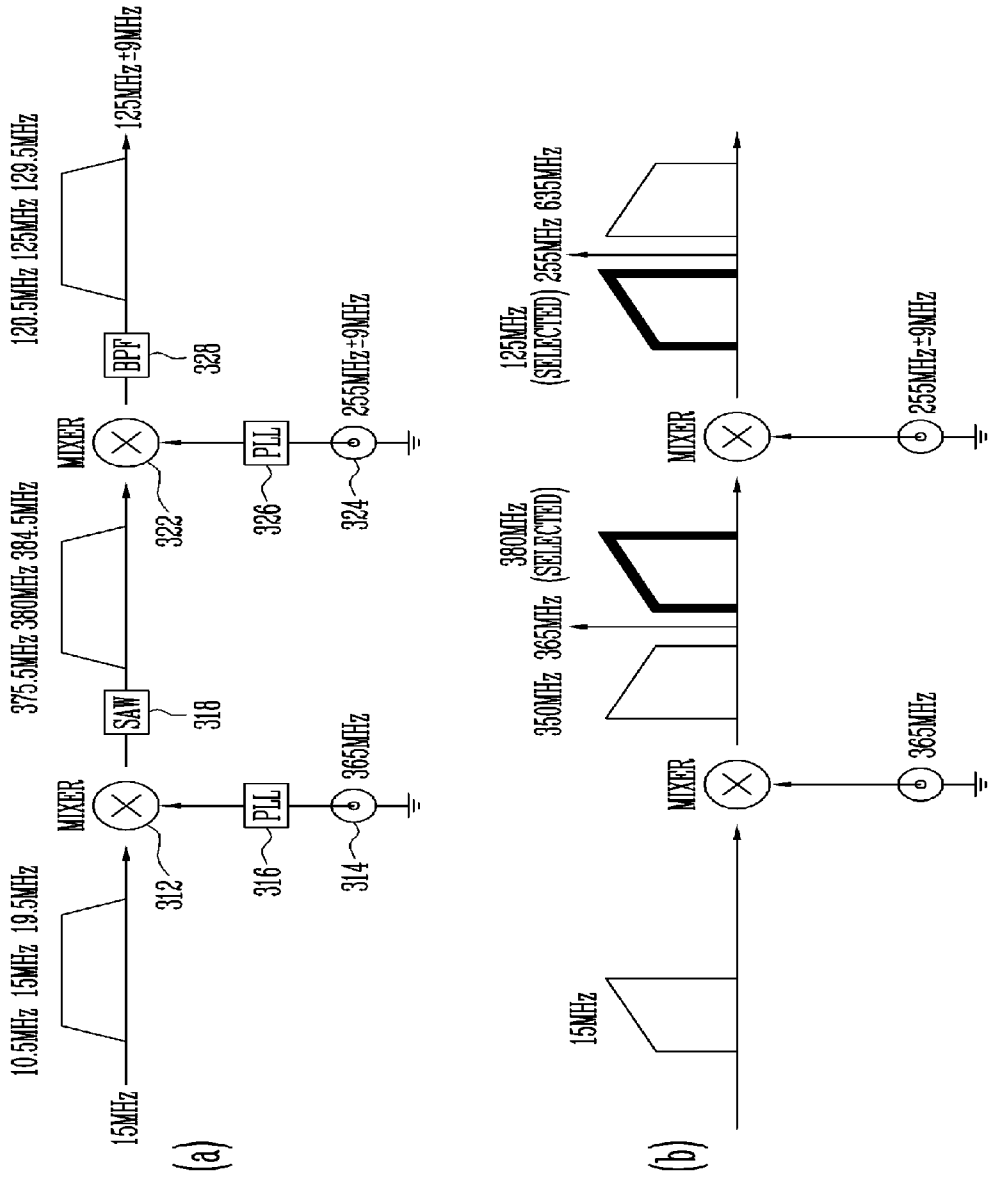 (a)
15MHz
10.5MHz 15MHz 19.5MHz
MIXER
312
PLL
316
365MHz
314
SAW
318
375.5MHz 380MHz 384.5MHz
MIXER
322
PLL
326
255MHz±9MHz
324
BPF
328
120.5MHz 125MHz 129.5MHz
125MHz±9MHz
(b)
15MHz
MIXER
365MHz
350MHz 365MHz
380MHz
(SELECTED)
MIXER
255MHz±9MHz
125MHz
(SELECTED)
255MHz 635MHz